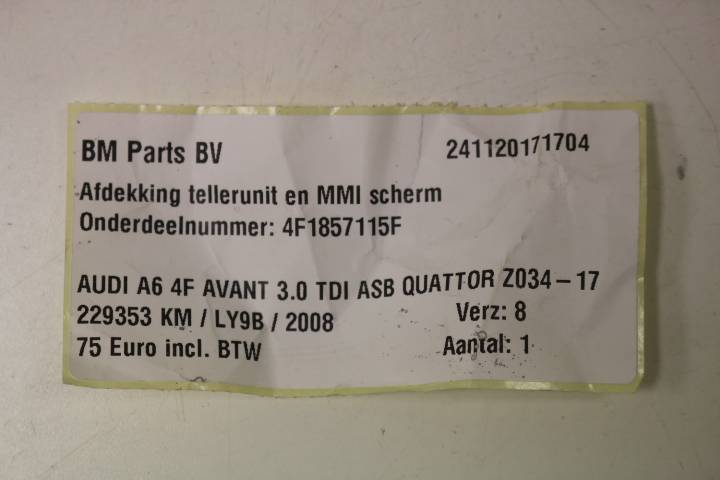 BM Parts BV 241120171704
Afdekking tellerunit en MMI scherm
Onderdeelnummer: 4F1857115F
AUDI A6 4F AVANT 3.0 TDI ASB QUATTOR Z034-17
229353 KM / LY9B / 2008 Verz: 8
75 Euro incl. BTW Aantal: 1